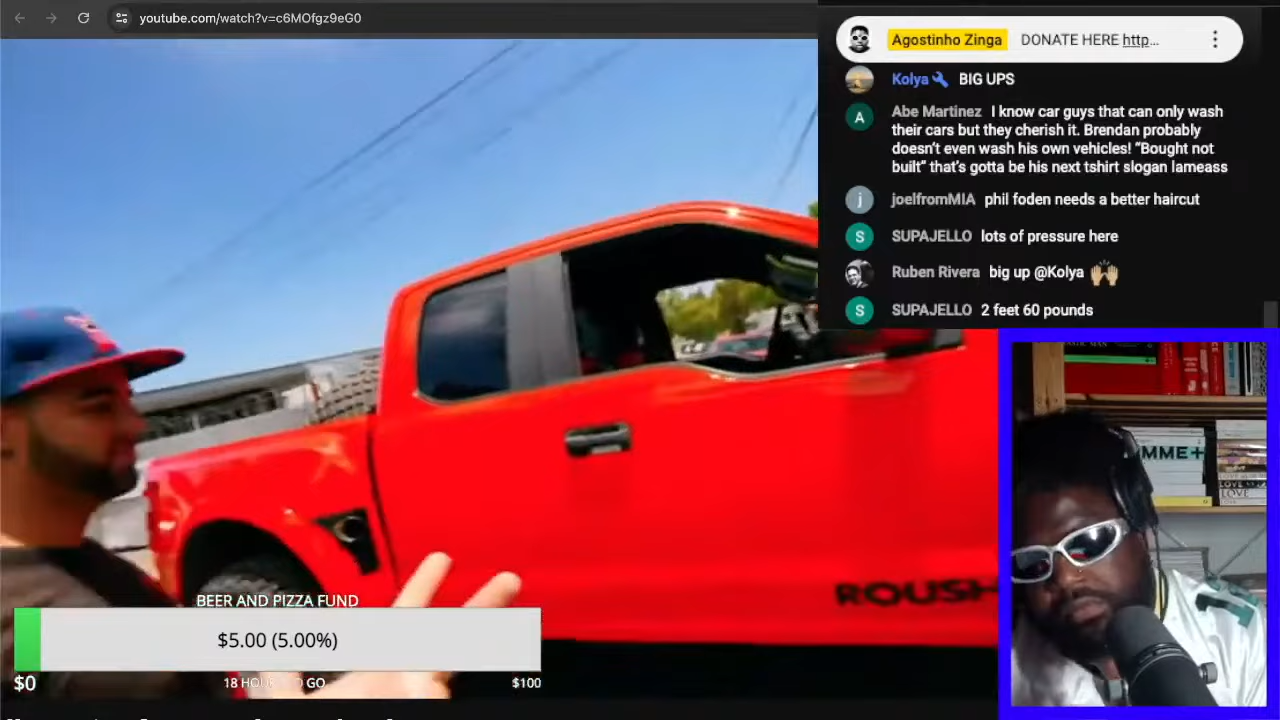 youtube.com/watch?v=c6MOfgz9eG0
Agostinho Zinga DONATE HERE http...
Kolya BIG UPS
A
Abe Martinez I know car guys that can only wash
their cars but they cherish it. Brendan probably
doesn't even wash his own vehicles! "Bought not
built" that's gotta be his next tshirt slogan lameass
j
joelfromMIA phil foden needs a better haircut
S
SUPAJELLO lots of pressure here
Ruben Rivera big up @Kolya
S
SUPAJELLO 2 feet 60 pounds
MME+
LOVE
LOVE
ROUSH
BEER AND PIZZA FUND
$5.00 (5.00%)
$0
GO
$100